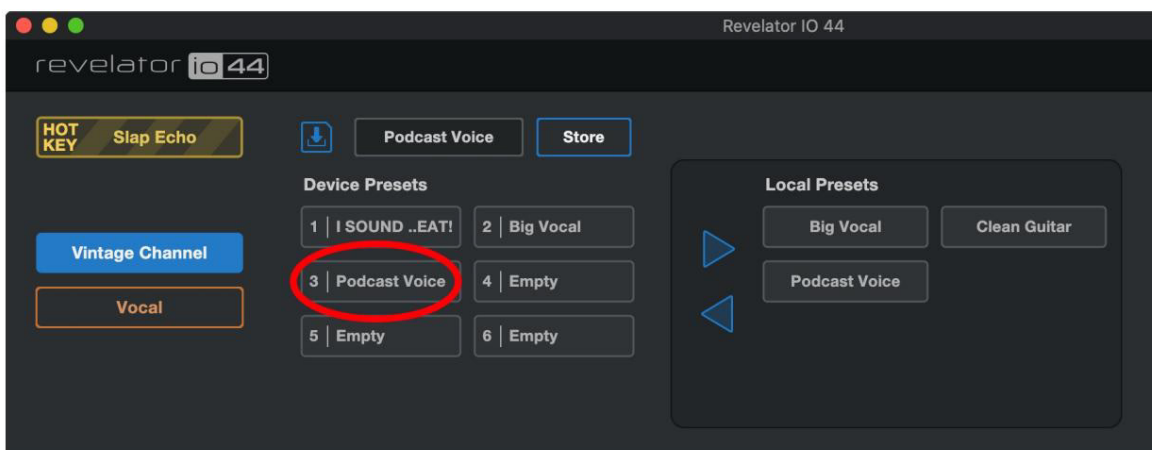 Revelator IO 44
revelator io 44
HOT KEY Slap Echo
Podcast Voice
Store
Device Presets
1 | I SOUND ..EAT!
2 | Big Vocal
3 | Podcast Voice
4 | Empty
5 | Empty
6 | Empty
Vintage Channel
Vocal
Local Presets
Big Vocal
Clean Guitar
Podcast Voice